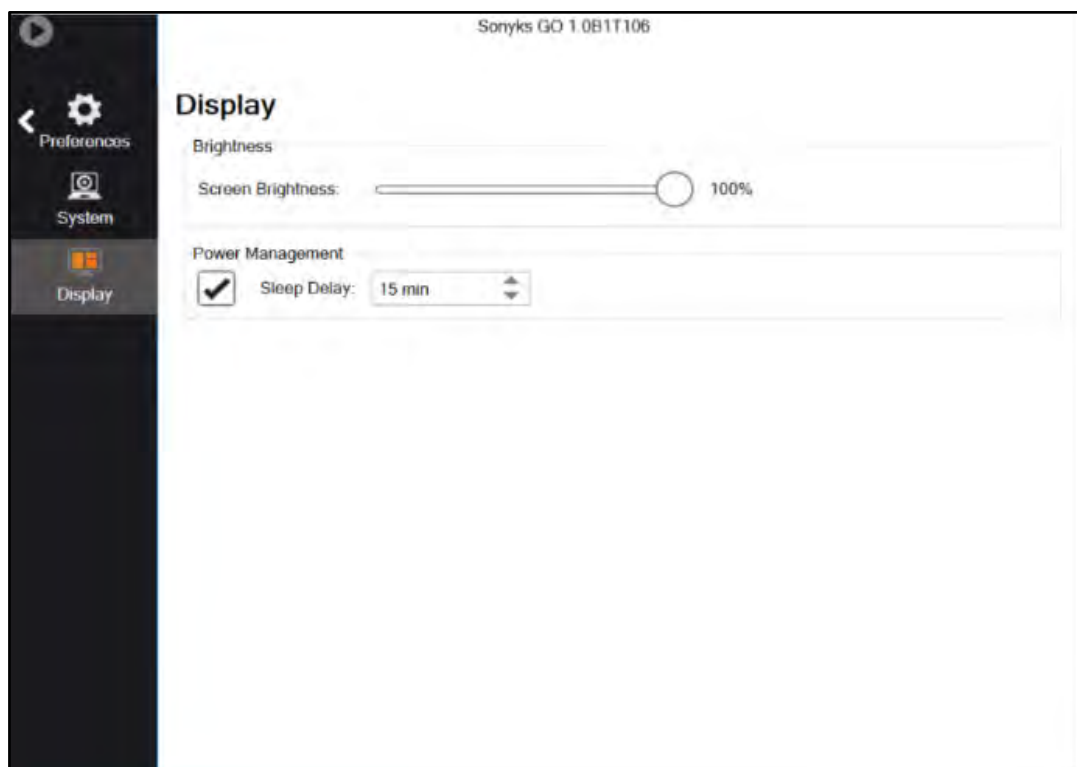 Sonyks GO 1.0B1T106
Preferences
System
Display
Display
Brightness
Screen Brightness: 100%
Power Management
Sleep Delay: 15 min